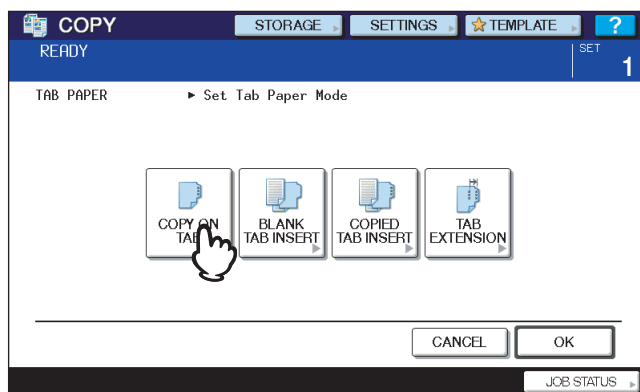 COPY
STORAGE
SETTINGS
TEMPLATE
?
READY
SET
1
TAB PAPER
► Set Tab Paper Mode
COPY ON
TAB
BLANK
TAB INSERT
COPIED
TAB INSERT
TAB
EXTENSION
CANCEL
OK
JOB STATUS